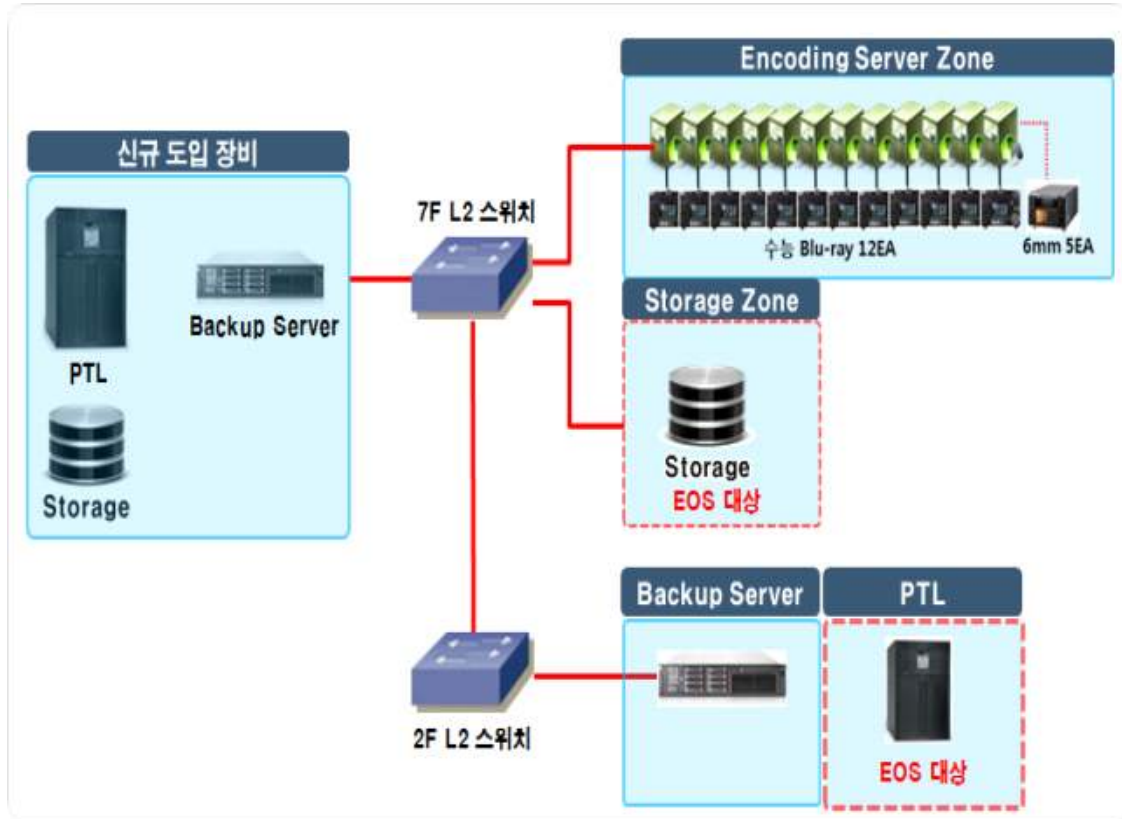 Encoding Server Zone
신규 도입 장비
7F L2 스위치
수능 Blu-ray 12EA
6mm 5EA
Backup Server
PTL
Storage
Storage Zone
Storage
EOS 대상
Backup Server
PTL
2F L2 스위치
EOS 대상